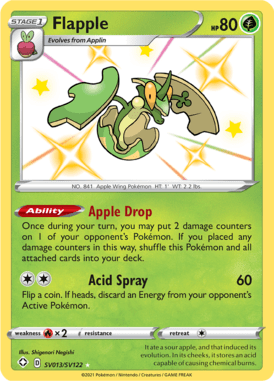 STAGE 1 Flapple HP 80
Evolves from Applin
NO. 841 Apple Wing Pokémon HT: 1' WT: 2.2 lbs
Ability Apple Drop
Once during your turn, you may put 2 damage counters
on 1 of your opponent's Pokémon. If you placed any
damage counters in this way, shuffle this Pokémon and all
attached cards into your deck.
Acid Spray 60
Flip a coin. If heads, discard an Energy from your opponent's
Active Pokémon.
weakness ×2 resistance retreat
Illus. Shigenori Negishi
D SV013/SV122
It ate a sour apple, and that induced its
evolution. In its cheeks, it stores an acid
capable of causing chemical burns.
©2021 Pokémon / Nintendo / Creatures / GAME FREAK